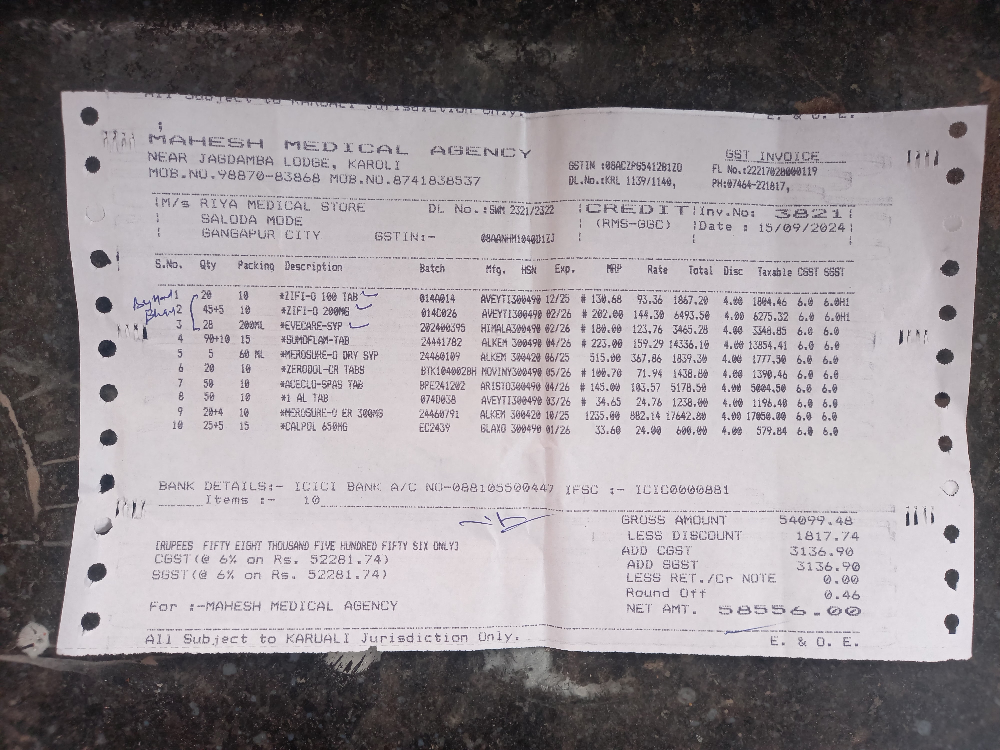 All Subject to KARUALI Jurisdiction Only. E. & O. E.
MAHESH MEDICAL AGENCY
NEAR JAGDAMBA LODGE, KAROLI
MOB.NO.98870-83868 MOB.NO.8741838537
GSTIN :08ACZPG5412B1ZO
DL.No.:KRL 1139/1140,
GST INVOICE
FL No.:22217028000119
PH:07464-221817,
M/s RIYA MEDICAL STORE
SALODA MODE
GANGAPUR CITY GSTIN:- 08AANHM1040D1ZJ
DL No.:SWM 2321/2322
CREDIT
(RMS-GGC)
Inv.No: 3821
Date : 15/09/2024
S.No. Qty Packing Description Batch Mfg. HSN Exp. MRP Rate Total Disc Taxable CGST SGST
1 20 10 *ZIFI-O 100 TAB 014A014 AVEYTI300490 12/25 # 130.68 93.36 1867.20 4.00 1804.46 6.0 6.0H1
2 45+5 10 *ZIFI-O 200MG 014C026 AVEYTI300490 02/26 # 202.00 144.30 6493.50 4.00 6275.32 6.0 6.0H1
3 28 200ML *EVECARE-SYP 202400395 HIMALA300490 02/26 # 180.00 123.76 3465.28 4.00 3348.85 6.0 6.0
4 90+10 15 *SUMOFLAM-TAB 24441782 ALKEM 300490 04/26 # 223.00 159.29 14336.10 4.00 13854.41 6.0 6.0
5 5 60 ML *MEROSURE-O DRY SYP 24460109 ALKEM 300420 06/25 515.00 367.86 1839.30 4.00 1777.50 6.0 6.0
6 20 10 *ZERODOL-CR TABS BTK104002BH MOVINY300490 05/26 # 100.70 71.94 1438.80 4.00 1390.46 6.0 6.0
7 50 10 *ACECLO-SPAS TAB BPE241202 ARISTO300490 04/26 # 145.00 103.57 5178.50 4.00 5004.50 6.0 6.0
8 50 10 *1 AL TAB 074D038 AVEYTI300490 03/26 # 34.65 24.76 1238.00 4.00 1196.40 6.0 6.0
9 20+4 10 *MEROSURE-O ER 300MG 24460791 ALKEM 300420 10/25 1235.00 882.14 17642.80 4.00 17050.00 6.0 6.0
10 25+5 15 *CALPOL 650MG EC2439 GLAXO 300490 01/26 33.60 24.00 600.00 4.00 579.84 6.0 6.0
BANK DETAILS:- ICICI BANK A/C NO-088105500447 IFSC :- ICIC0000881
Items :- 10
GROSS AMOUNT 54099.48
LESS DISCOUNT 1817.74
ADD CGST 3136.90
ADD SGST 3136.90
LESS RET./Cr NOTE 0.00
Round Off 0.46
NET AMT. 58556.00
[RUPEES FIFTY EIGHT THOUSAND FIVE HUNDRED FIFTY SIX ONLY]
CGST(@ 6% on Rs. 52281.74)
SGST(@ 6% on Rs. 52281.74)
For :-MAHESH MEDICAL AGENCY
All Subject to KARUALI Jurisdiction Only. E. & O. E.